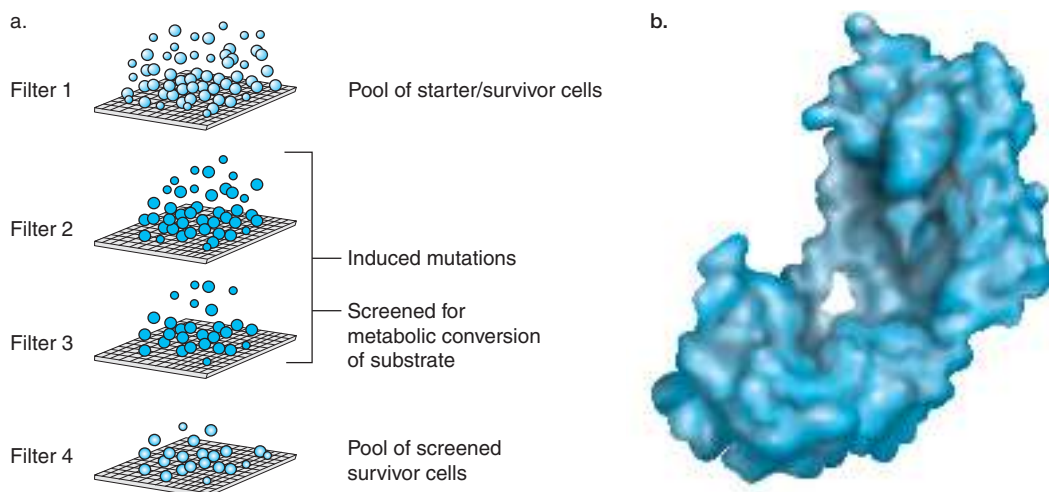 a.
Filter 1
Pool of starter/survivor cells
Filter 2
Induced mutations
Screened for
metabolic conversion
of substrate
Filter 3
Filter 4
Pool of screened
survivor cells
b.